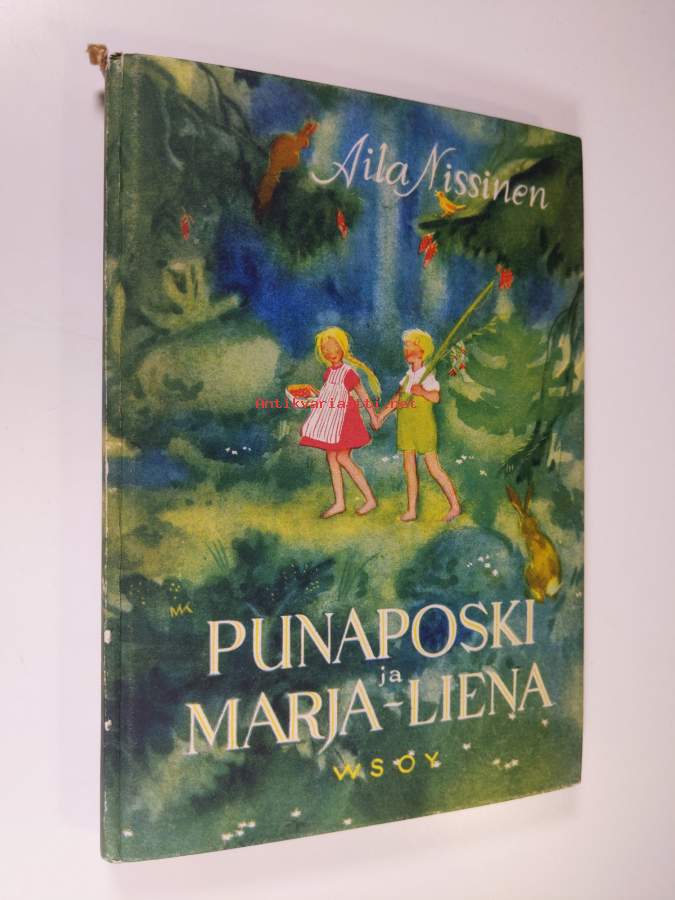 Aila Nissinen
Antikvariaatti.net
MK
PUNAPOSKI
ja
MARJA-LIENA
WSOY